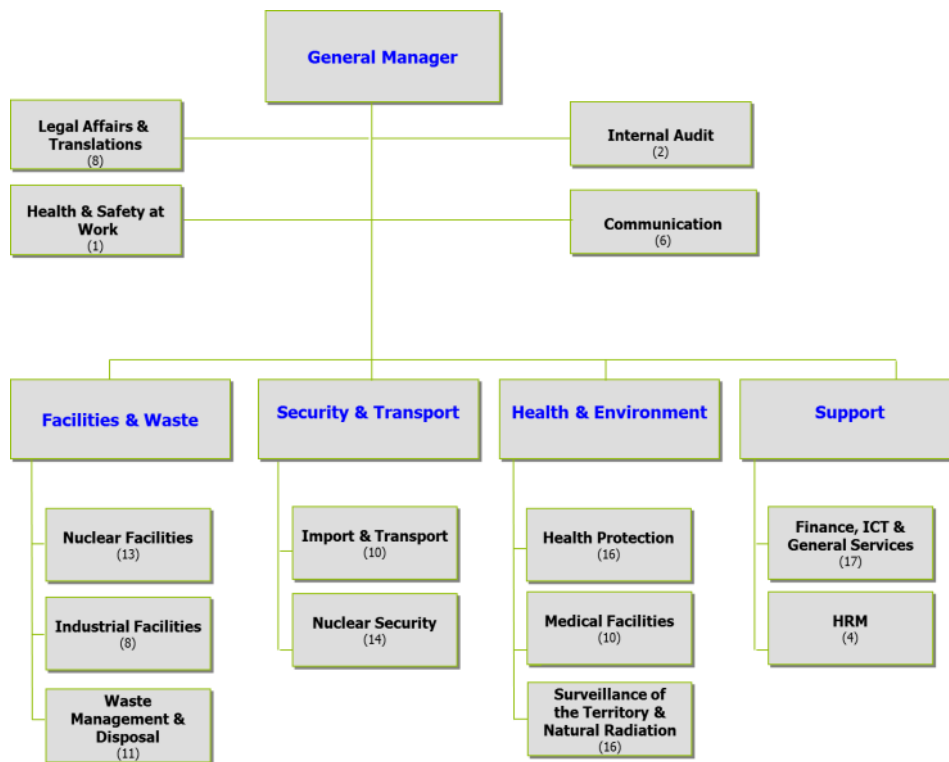 General Manager
Legal Affairs &
Translations
(8)
Internal Audit
(2)
Health & Safety at
Work
(1)
Communication
(6)
Facilities & Waste
Security & Transport
Health & Environment
Support
Nuclear Facilities
(13)
Import & Transport
(10)
Health Protection
(16)
Finance, ICT &
General Services
(17)
Industrial Facilities
(8)
Nuclear Security
(14)
Medical Facilities
(10)
HRM
(4)
Waste
Management &
Disposal
(11)
Surveillance of
the Territory &
Natural Radiation
(16)